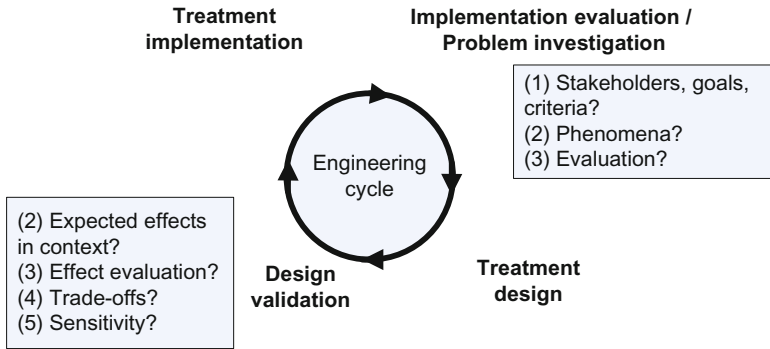 Treatment
implementation
Implementation evaluation /
Problem investigation
(1) Stakeholders, goals,
criteria?
(2) Phenomena?
(3) Evaluation?
Engineering
cycle
(2) Expected effects
in context?
(3) Effect evaluation?
(4) Trade-offs?
(5) Sensitivity?
Design
validation
Treatment
design